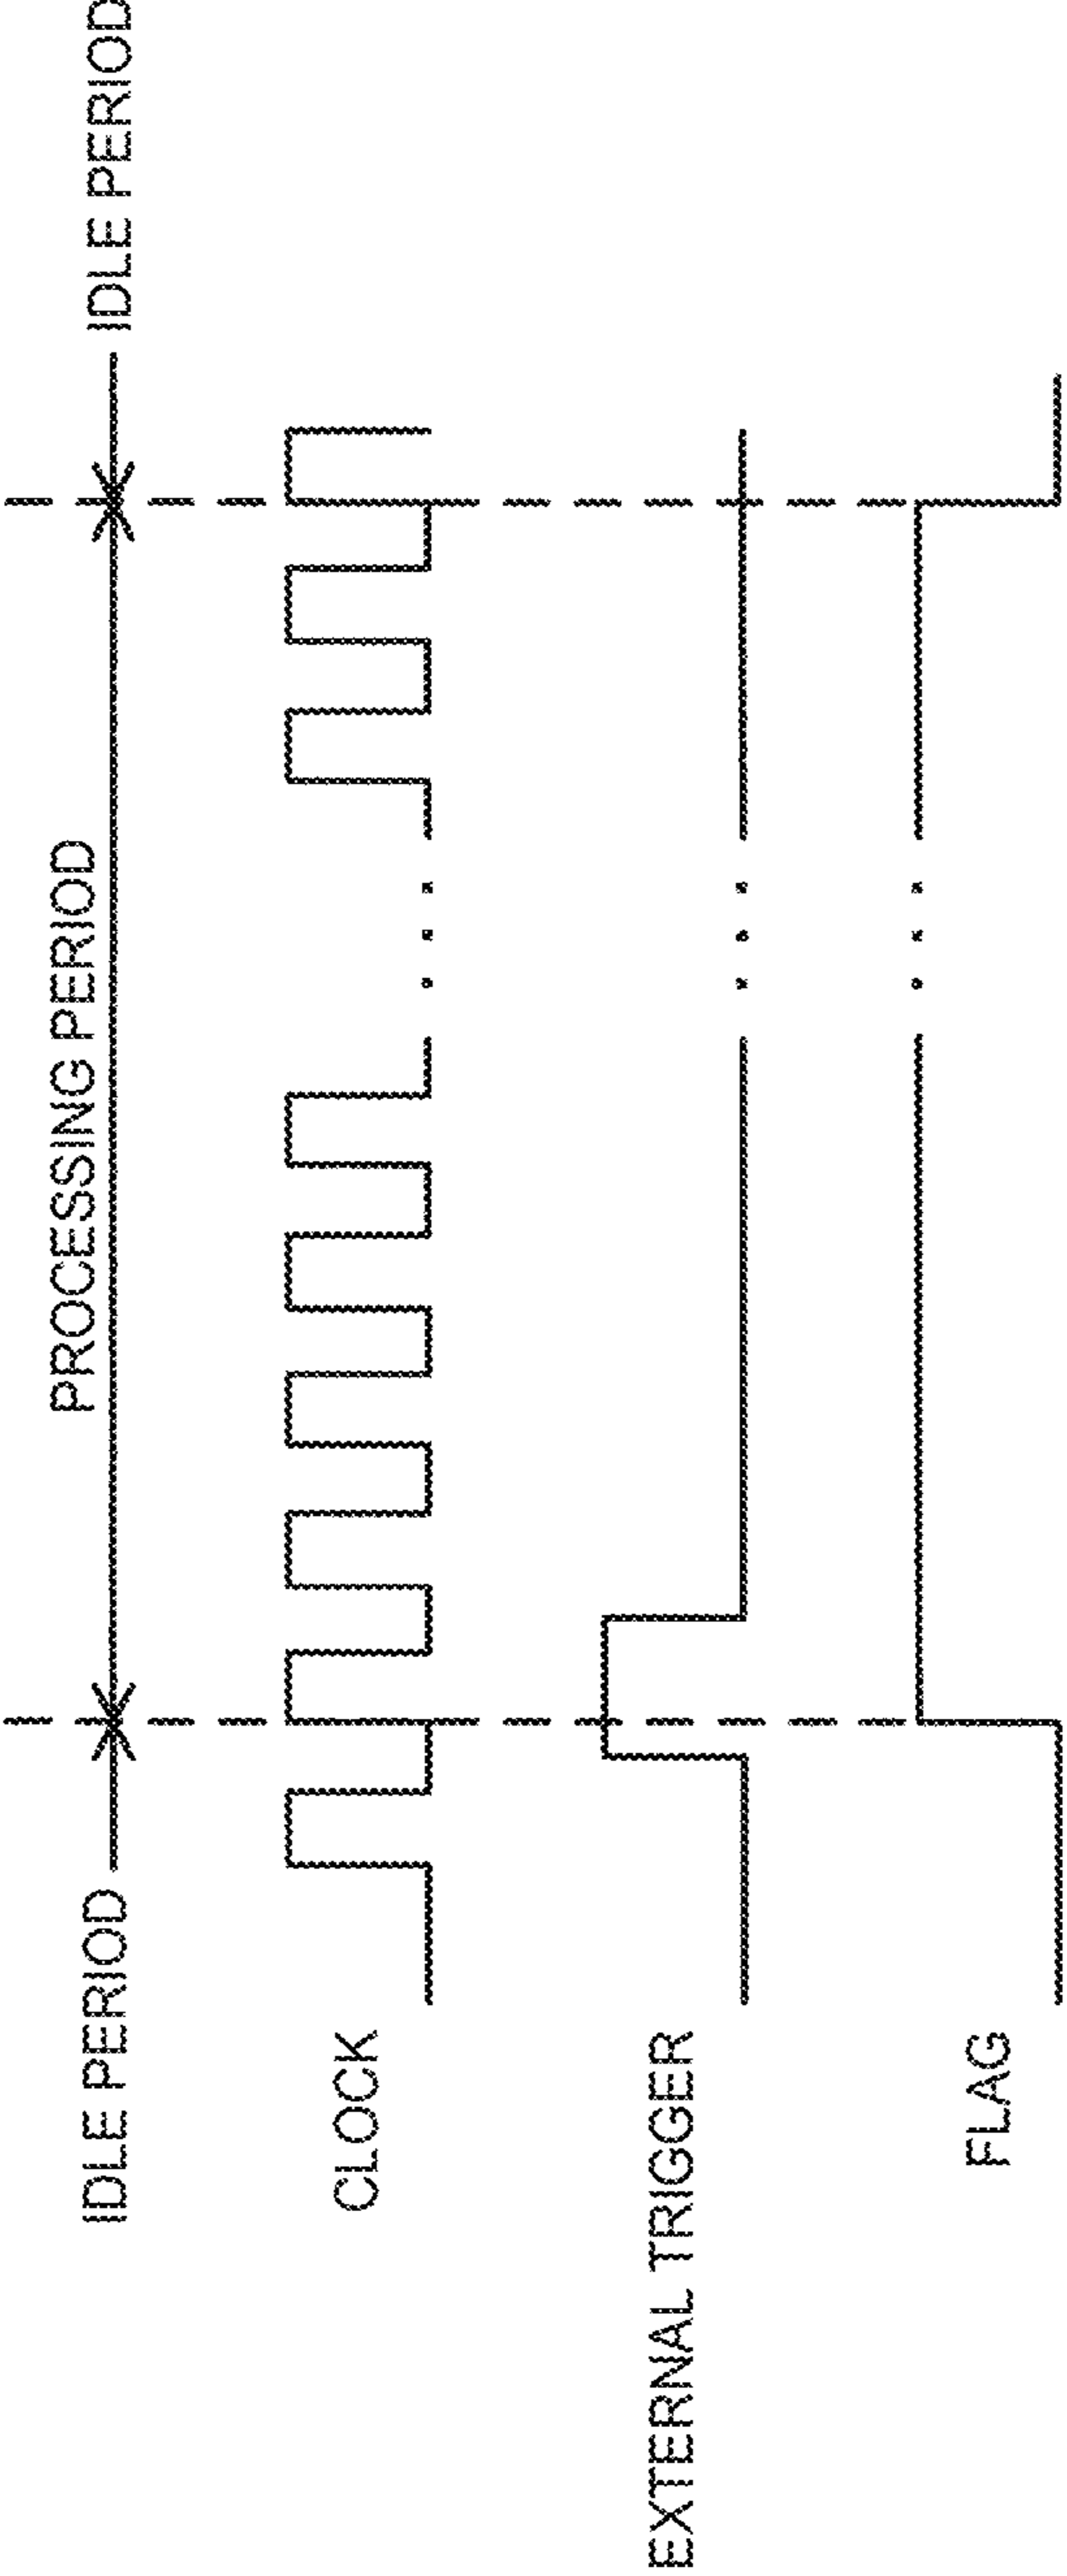 IDLE PERIOD
PROCESSING PERIOD
IDLE PERIOD
CLOCK
EXTERNAL TRIGGER
FLAG